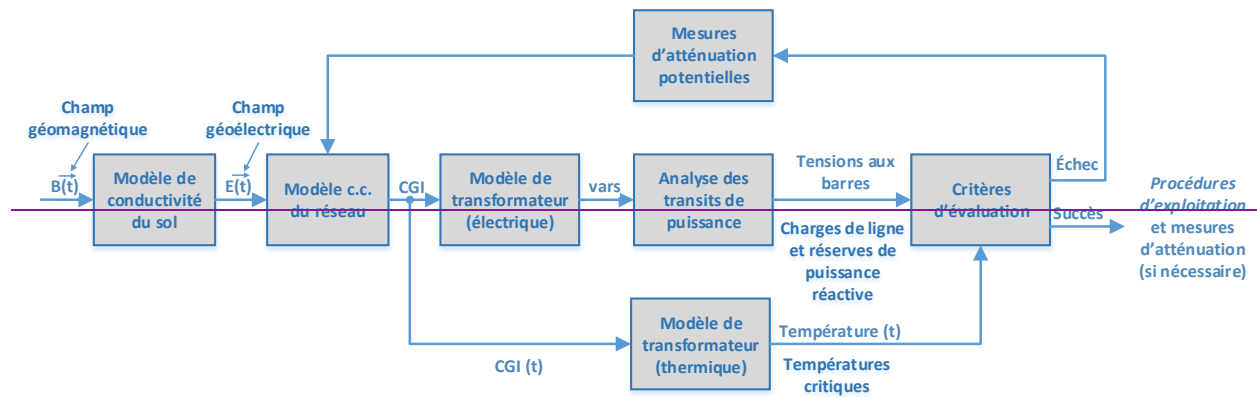 Mesures
d’atténuation
potentielles
Champ
géomagnétique
Champ
géoélectrique
B(t)
Modèle de
conductivité
du sol
E(t)
Modèle c.c.
du réseau
CGI
Modèle de
transformateur
(électrique)
vars
Analyse des
transits de
puissance
Tensions aux
barres
Charges de ligne
et réserves de
puissance
réactive
Critères
d’évaluation
Échec
Succès
Procédures
d’exploitation
et mesures
d’atténuation
(si nécessaire)
CGI (t)
Modèle de
transformateur
(thermique)
Température (t)
Températures
critiques